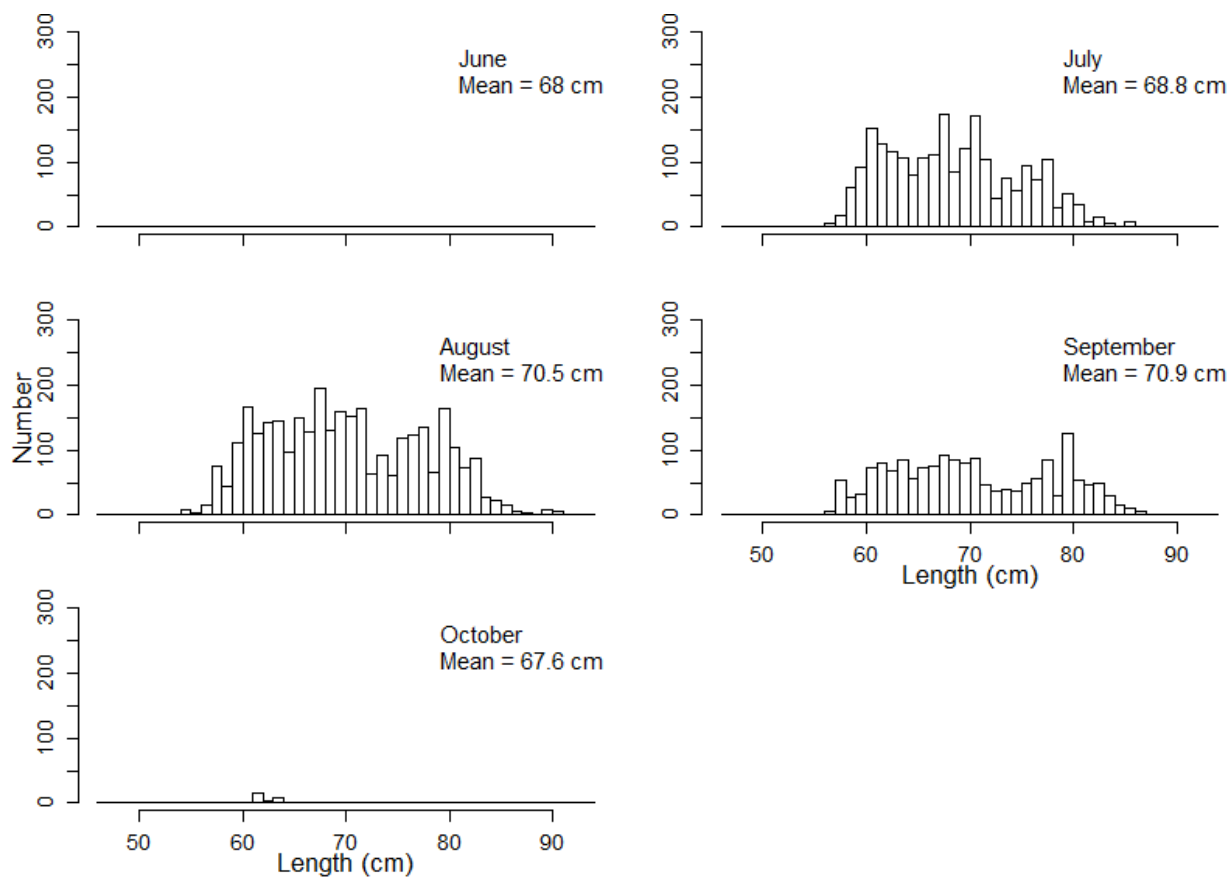 300
200
100
0
June
Mean = 68 cm
300
200
100
0
July
Mean = 68.8 cm
Number
300
200
100
0
August
Mean = 70.5 cm
300
200
100
0
September
Mean = 70.9 cm
50 60 70 80 90
Length (cm)
300
200
100
0
October
Mean = 67.6 cm
50 60 70 80 90
Length (cm)